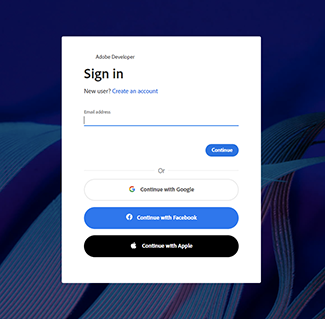 Adobe Developer
Sign in
New user? Create an account
Email address
Continue
Or
Continue with Google
Continue with Facebook
Continue with Apple